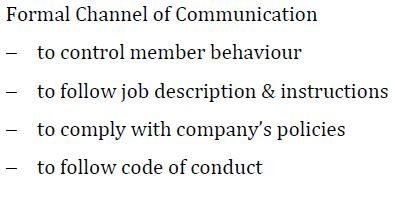 Formal Channel of Communication
– to control member behaviour
– to follow job description & instructions
– to comply with company’s policies
– to follow code of conduct